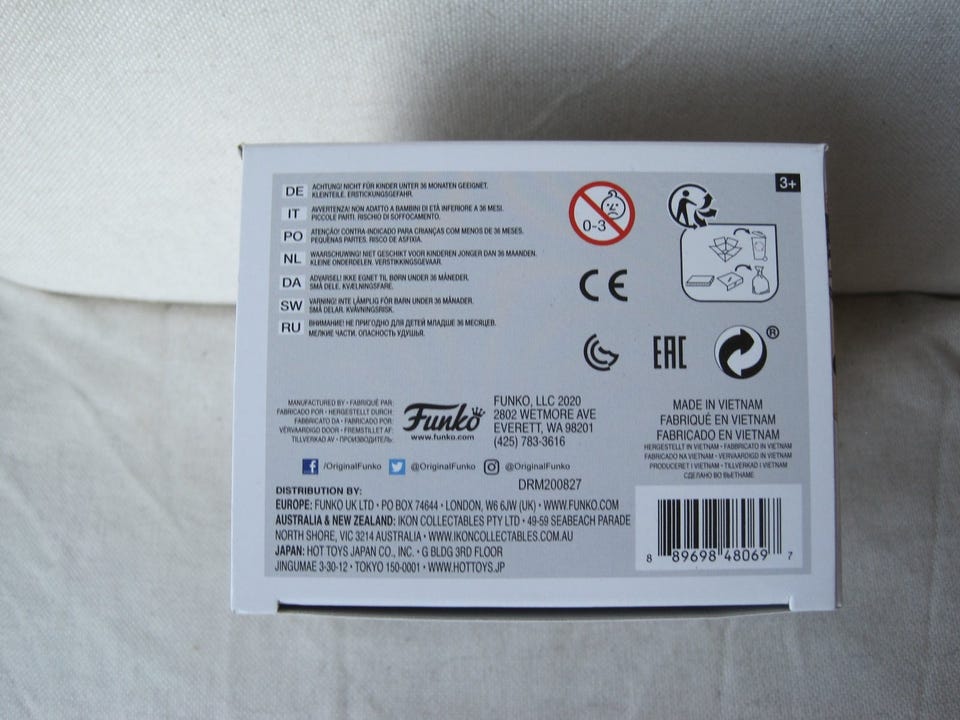 3+
DE ACHTUNG! NICHT FÜR KINDER UNTER 36 MONATEN GEEIGNET.
KLEINTEILE. ERSTICKUNGSGEFAHR.
IT AVVERTENZA! NON ADATTO A BAMBINI DI ETÀ INFERIORE A 36 MESI.
PICCOLE PARTI. RISCHIO DI SOFFOCAMENTO.
PO ATENÇÃO! CONTRA-INDICADO PARA CRIANÇAS COM MENOS DE 36 MESES.
PEQUENAS PARTES. RISCO DE ASFIXIA.
NL WAARSCHUWING! NIET GESCHIKT VOOR KINDEREN JONGER DAN 36 MAANDEN.
KLEINE ONDERDELEN. VERSTIKKINGSGEVAAR.
DA ADVARSEL! IKKE EGNET TIL BØRN UNDER 36 MÅNEDER.
SMÅ DELE. KVÆLNINGSFARE.
SW VARNING! INTE LÄMPLIG FÖR BARN UNDER 36 MÅNADER.
SMÅ DELAR. KVÄVNINGSRISK.
RU ВНИМАНИЕ! НЕ ПРИГОДНО ДЛЯ ДЕТЕЙ МЛАДШЕ 36 МЕСЯЦЕВ.
МЕЛКИЕ ЧАСТИ. ОПАСНОСТЬ УДУШЬЯ.
0-3
CE
EAC
®
MANUFACTURED BY • FABRIQUÉ PAR:
FABRICADO POR • HERGESTELLT DURCH:
FABBRICATO DA • FABRICADO POR:
VERVAARDIGD DOOR • FREMSTILLET AF:
TILLVERKAD AV • ПРОИЗВОДИТЕЛЬ:
Funko
www.funko.com
FUNKO, LLC 2020
2802 WETMORE AVE
EVERETT, WA 98201
(425) 783-3616
MADE IN VIETNAM
FABRIQUÉ EN VIETNAM
FABRICADO EN VIETNAM
HERGESTELLT IN VIETNAM • FABBRICATO IN VIETNAM
FABRICADO NA VIETNAM • VERVAARDIGD IN VIETNAM
PRODUCERET I VIETNAM • TILLVERKAD I VIETNAM
СДЕЛАНО ВО ВЬЕТНАМЕ
/OriginalFunko @OriginalFunko @OriginalFunko
DRM200827
DISTRIBUTION BY:
EUROPE: FUNKO UK LTD • PO BOX 74644 • LONDON, W6 6JW (UK) • WWW.FUNKO.COM
AUSTRALIA & NEW ZEALAND: IKON COLLECTABLES PTY LTD • 49-59 SEABEACH PARADE
NORTH SHORE, VIC 3214 AUSTRALIA • WWW.IKONCOLLECTABLES.COM.AU
JAPAN: HOT TOYS JAPAN CO., INC. • G BLDG 3RD FLOOR
JINGUMAE 3-30-12 • TOKYO 150-0001 • WWW.HOTTOYS.JP
8 89698 48069 7